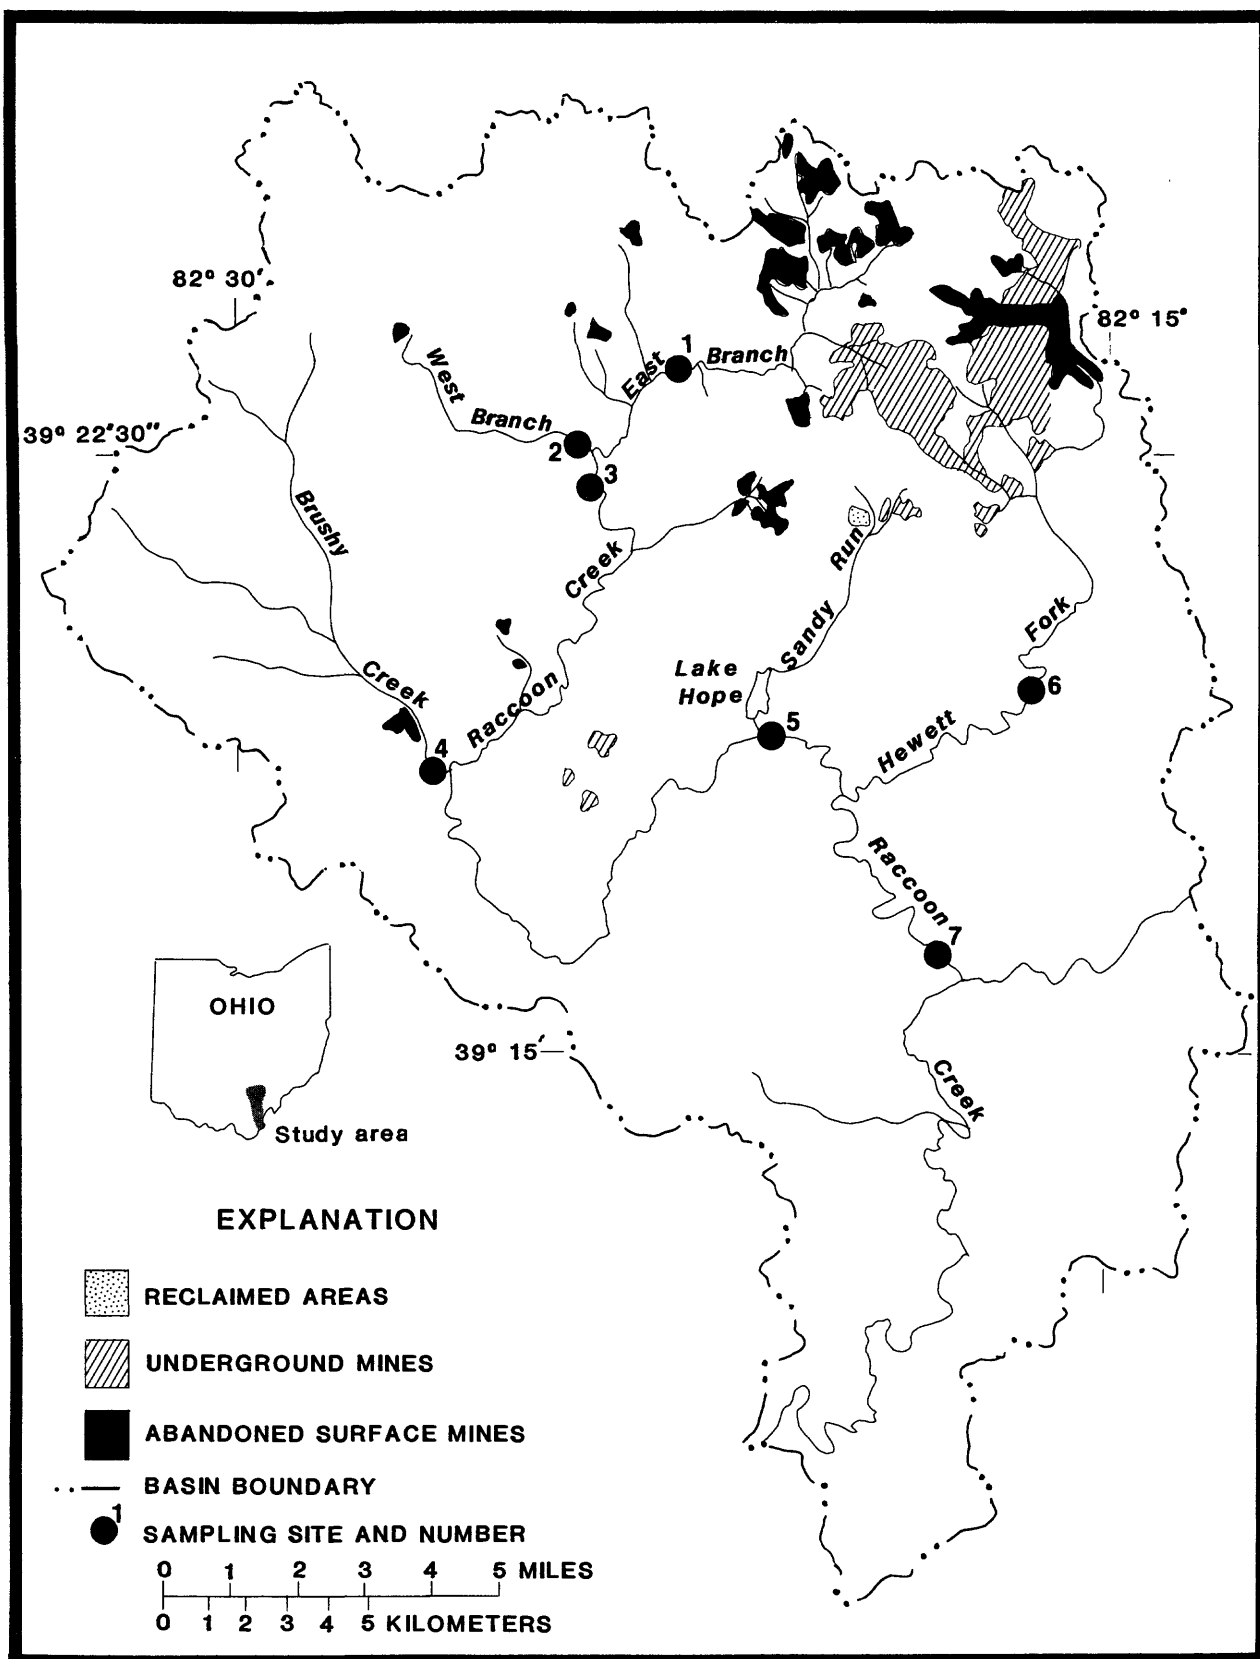 82° 30'
82° 15'
1
East
Branch
West
Branch
39° 22'30"
2
3
Brushy
Creek
Run
Sandy
Fork
Lake
Hope
Creek
Raccoon
6
5
4
Hewett
Raccoon
7
OHIO
39° 15'
Creek
Study area
EXPLANATION
RECLAIMED AREAS
UNDERGROUND MINES
ABANDONED SURFACE MINES
BASIN BOUNDARY
1
SAMPLING SITE AND NUMBER
0 1 2 3 4 5 MILES
0 1 2 3 4 5 KILOMETERS